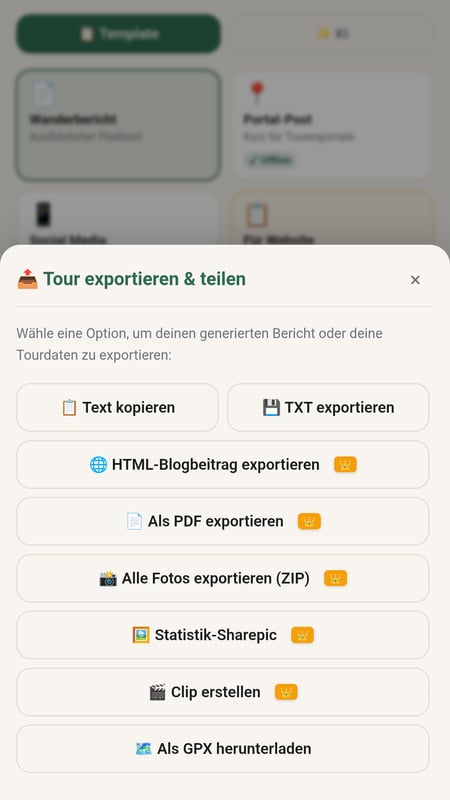 Template
KI
Wanderbericht
Ausführlicher Fließtext
Portal-Post
Kurz für Tourenportale
✓ Offline
Social Media
Für Website
Tour exportieren & teilen
×
Wähle eine Option, um deinen generierten Bericht oder deine
Tourdaten zu exportieren:
Text kopieren
TXT exportieren
HTML-Blogbeitrag exportieren
Als PDF exportieren
Alle Fotos exportieren (ZIP)
Statistik-Sharepic
Clip erstellen
Als GPX herunterladen